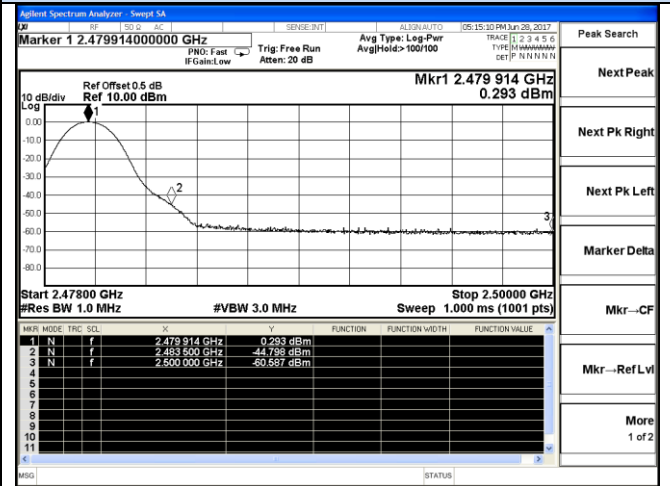 Agilent Spectrum Analyzer - Swept SA
RF 50 Ω AC SENSE:INT ALIGN AUTO 05:15:10 PM Jun 28, 2017
Marker 1 2.479914000000 GHz
PNO: Fast
IFGain:Low
Trig: Free Run
Atten: 20 dB
Avg Type: Log-Pwr
Avg|Hold:> 100/100
TRACE 1 2 3 4 5 6
TYPE
DET P N N N N N
Peak Search
Next Peak
Next Pk Right
Next Pk Left
Marker Delta
Mkr→CF
Mkr→Ref Lvl
More
1 of 2
Ref Offset 0.5 dB
10 dB/div Ref 10.00 dBm
Log
Mkr1 2.479 914 GHz
0.293 dBm
0.00
-10.0
-20.0
-30.0
-40.0
-50.0
-60.0
-70.0
-80.0
1
2
3
Start 2.47800 GHz Stop 2.50000 GHz
#Res BW 1.0 MHz #VBW 3.0 MHz Sweep 1.000 ms (1001 pts)
MKR MODE TRC SCL X Y FUNCTION FUNCTION WIDTH FUNCTION VALUE
1 N f 2.479 914 GHz 0.293 dBm
2 N f 2.483 500 GHz -44.798 dBm
3 N f 2.500 000 GHz -60.587 dBm
4
5
6
7
8
9
10
11
MSG STATUS